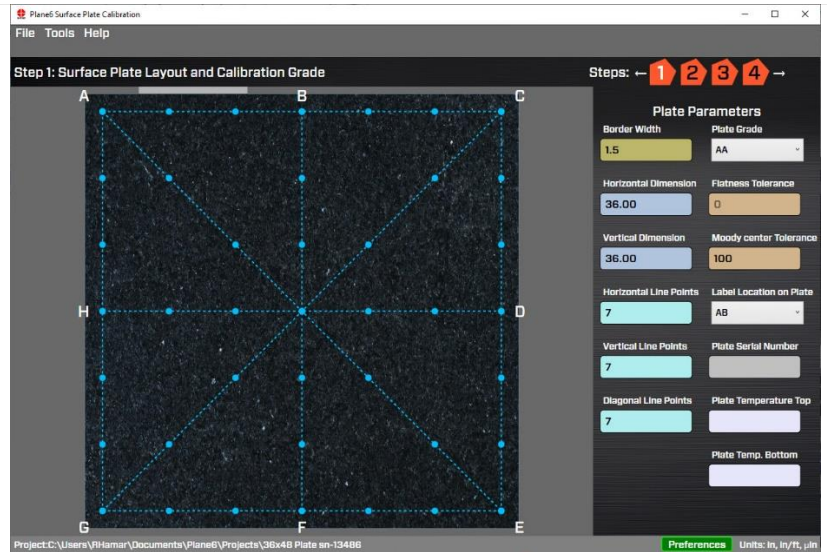 Plane6 Surface Plate Calibration
File Tools Help
Step 1: Surface Plate Layout and Calibration Grade
Steps: ← 1 2 3 4 →
A B C
H D
G F E
Plate Parameters
Border Width Plate Grade
1.5 AA
Horizontal Dimension Flatness Tolerance
36.00 0
Vertical Dimension Moody center Tolerance
36.00 100
Horizontal Line Points Label Location on Plate
7 AB
Vertical Line Points Plate Serial Number
7
Diagonal Line Points Plate Temperature Top
7
Plate Temp. Bottom
Project:C:\Users\RHamar\Documents\Plane6\Projects\36x48 Plate sn-13486 Preferences Units: in, in/ft, µin